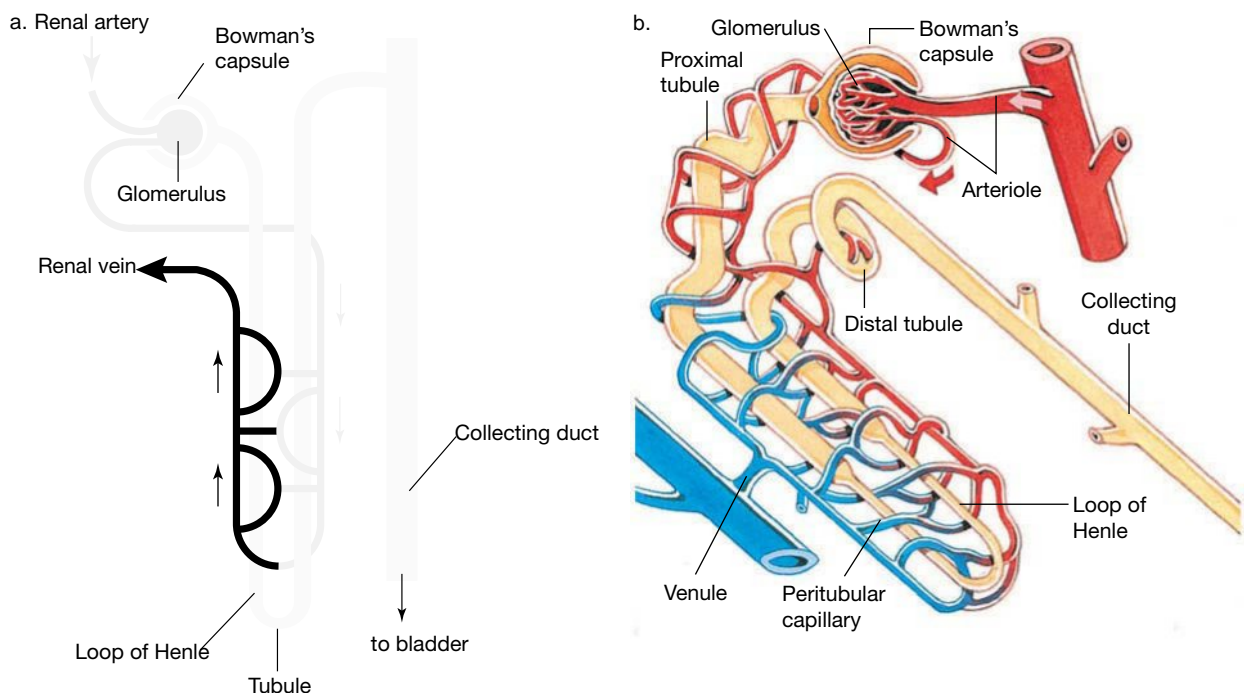 a. Renal artery
Bowman's
capsule
Glomerulus
Renal vein
Collecting duct
Loop of Henle
to bladder
Tubule
b.
Glomerulus
Bowman's
capsule
Proximal
tubule
Arteriole
Distal tubule
Collecting
duct
Loop of
Henle
Venule
Peritubular
capillary